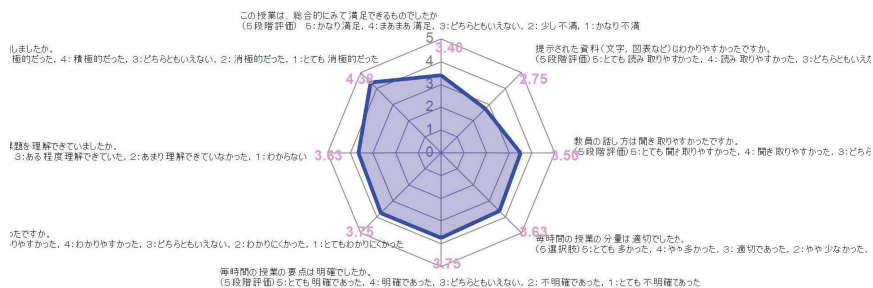 この授業は、総合的にみて満足できるものでしたか
(5段階評価) 5:かなり満足, 4:まあまあ満足, 3:どちらともいえない, 2:少し不満, 1:かなり不満
3.40
提示された資料(文字, 図表など)はわかりやすかったですか。
(5段階評価)5:とても読み取りやすかった, 4:読み取りやすかった, 3:どちらともいえな
2.75
教員の話し方は聞き取りやすかったですか。
(5段階評価)5:とても聞き取りやすかった, 4:聞き取りやすかった, 3:どちら
3.50
毎時間の授業の分量は適切でしたか。
(5選択肢)5:とても多かった, 4:やや多かった, 3:適切であった, 2:やや少なかった,
3.63
毎時間の授業の要点は明確でしたか。
(5段階評価)5:とても明確であった, 4:明確であった, 3:どちらともいえない, 2:不明確であった, 1:とても不明確であった
3.75
ったですか。
りやすかった, 4:わかりやすかった, 3:どちらともいえない, 2:わかりにくかった, 1:とてもわかりにくかった
3.75
課題を理解できていましたか。
3:ある程度理解できていた, 2:あまり理解できていなかった, 1:わからない
3.63
しましたか。
極的だった, 4:積極的だった, 3:どちらともいえない, 2:消極的だった, 1:とても消極的だった
4.38
5
4
3
2
1
0